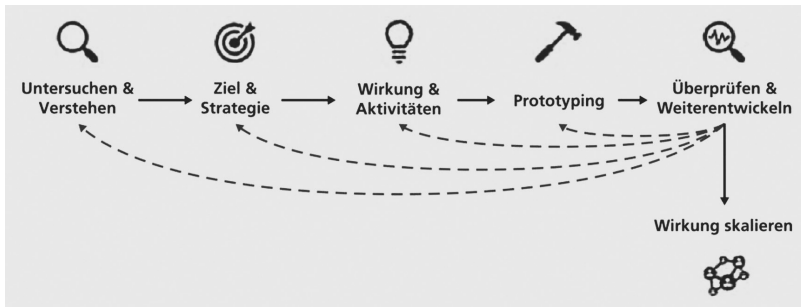 Untersuchen &
Verstehen
Ziel &
Strategie
Wirkung &
Aktivitäten
Prototyping
Überprüfen &
Weiterentwickeln
Wirkung skalieren